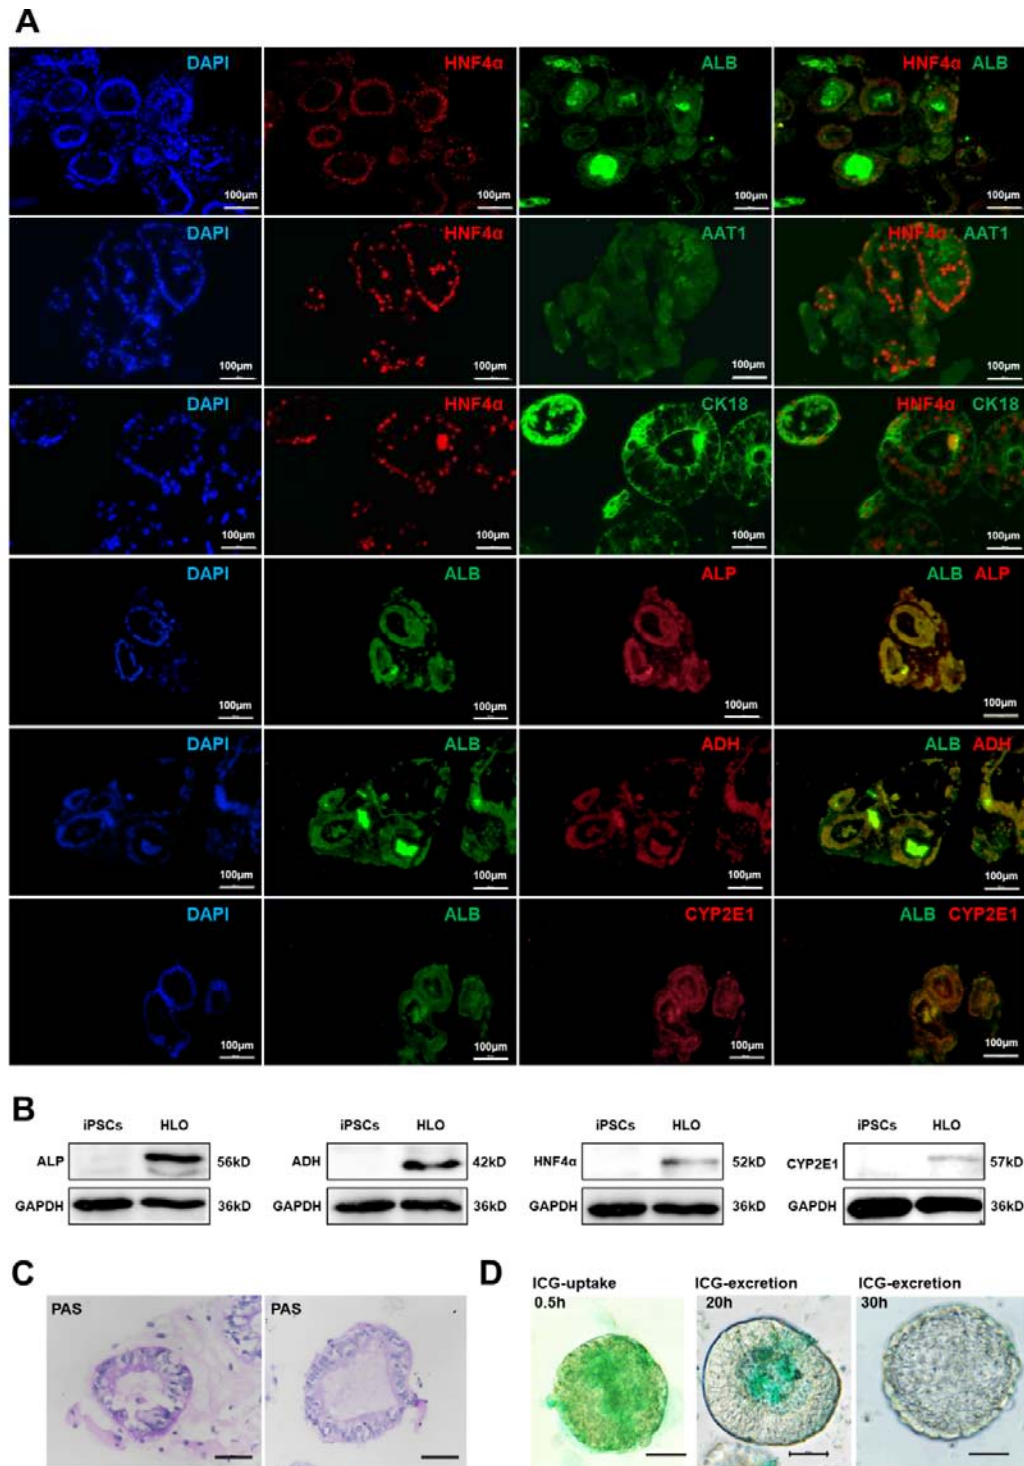 A
DAPI HNF4α ALB HNF4α ALB
100µm 100µm 100µm 100µm
DAPI HNF4α AAT1 HNF4α AAT1
100µm 100µm 100µm 100µm
DAPI HNF4α CK18 HNF4α CK18
100µm 100µm 100µm 100µm
DAPI ALB ALP ALB ALP
100µm 100µm 100µm 100µm
DAPI ALB ADH ALB ADH
100µm 100µm 100µm 100µm
DAPI ALB CYP2E1 ALB CYP2E1
100µm 100µm 100µm 100µm
B
iPSCs HLO iPSCs HLO iPSCs HLO iPSCs HLO
ALP 56kD ADH 42kD HNF4α 52kD CYP2E1 57kD
GAPDH 36kD GAPDH 36kD GAPDH 36kD GAPDH 36kD
C
PAS PAS
D
ICG-uptake ICG-excretion ICG-excretion
0.5h 20h 30h